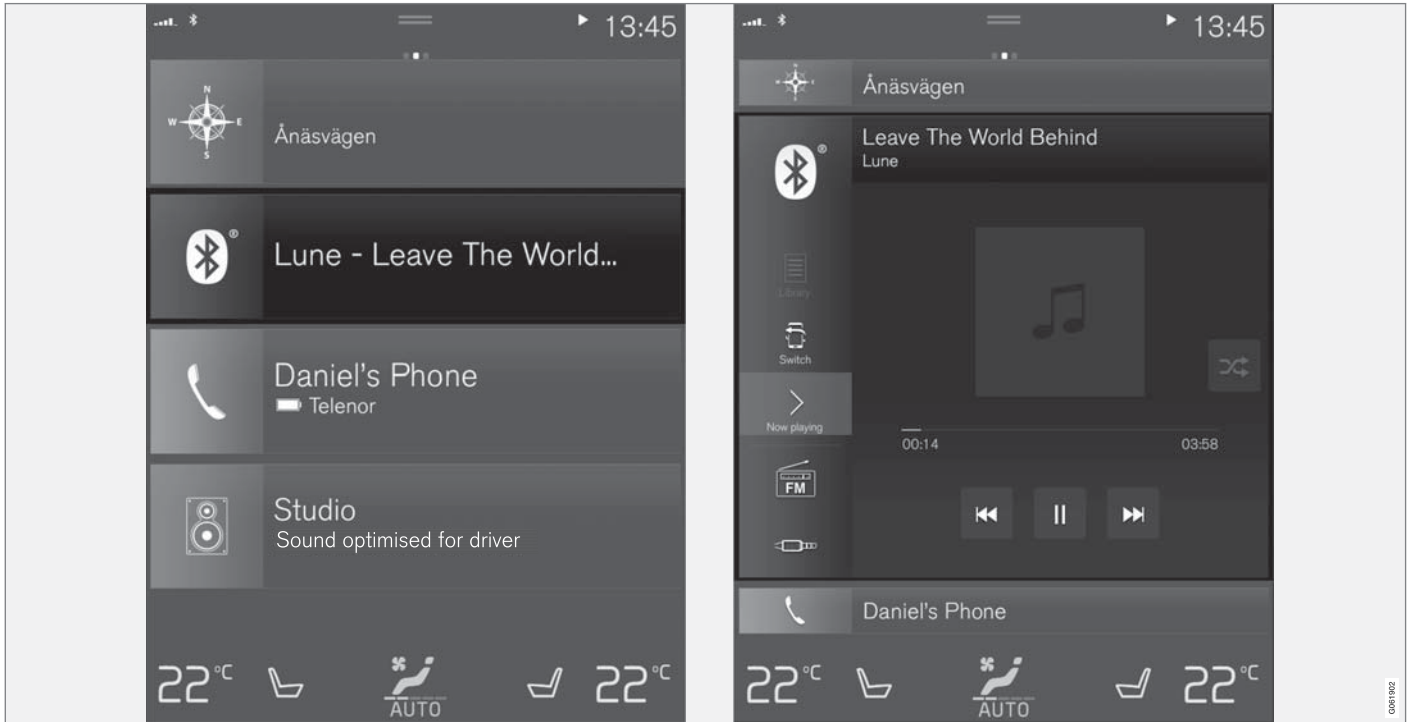 13:45
N
W
E
S
Ånäsvägen
®
Lune - Leave The World...
Daniel's Phone
Telenor
Studio
Sound optimised for driver
22°C
AUTO
22°C
13:45
N
Ånäsvägen
®
Leave The World Behind
Lune
Library
Switch
Now playing
00:14
03:58
FM
Daniel's Phone
22°C
AUTO
22°C
G061902